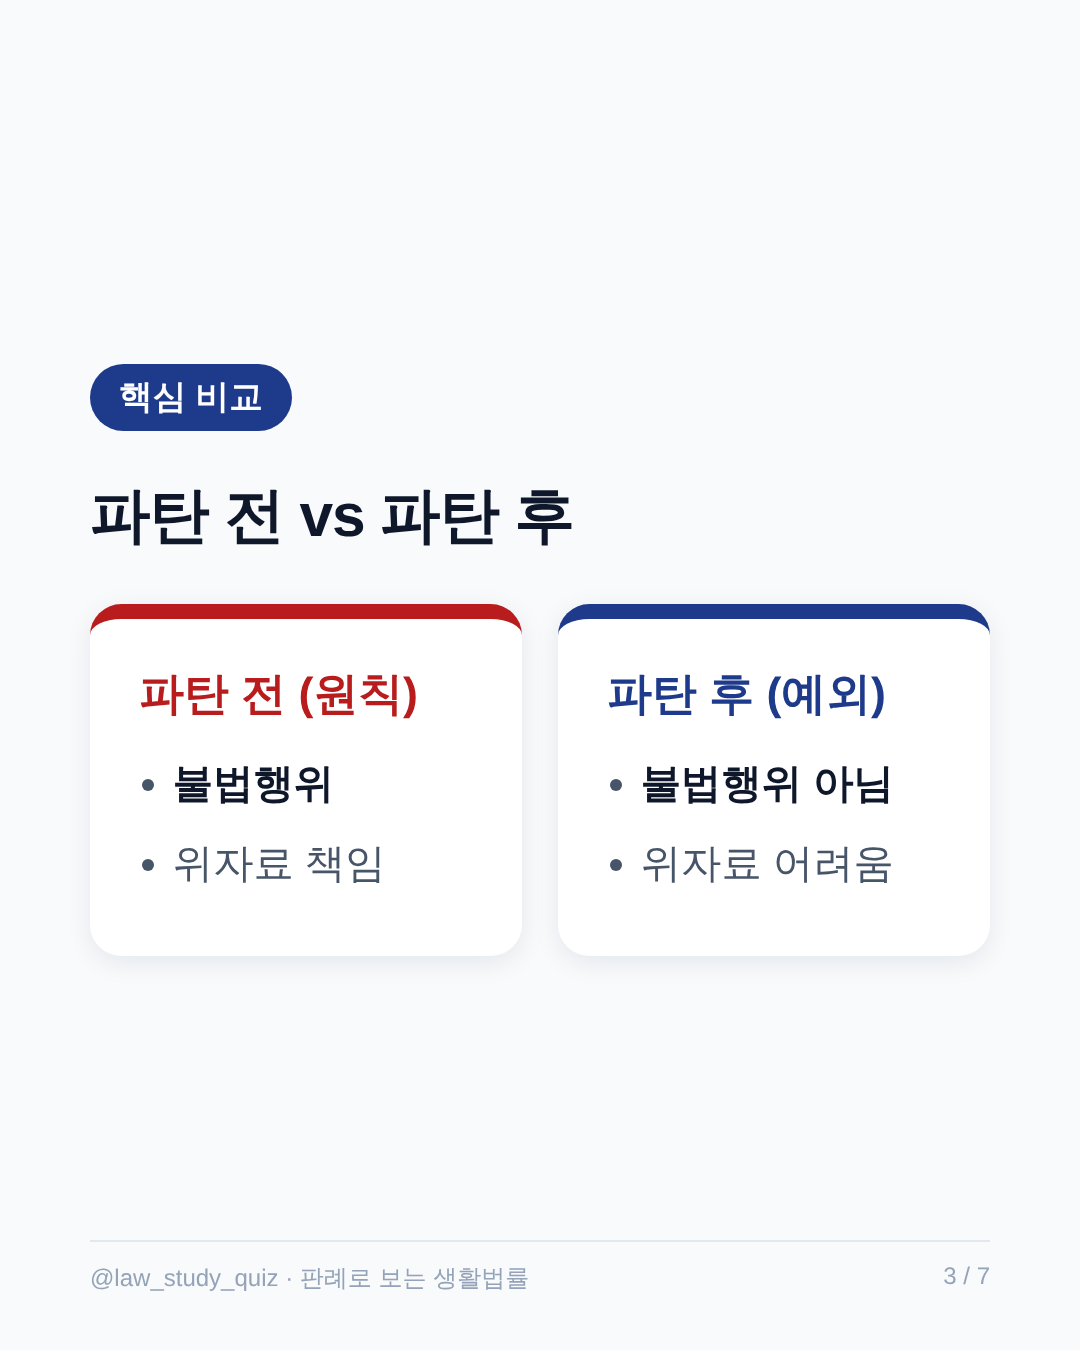 핵심 비교
파탄 전 vs 파탄 후
파탄 전 (원칙)
• 불법행위
• 위자료 책임
파탄 후 (예외)
• 불법행위 아님
• 위자료 어려움
@law_study_quiz · 판례로 보는 생활법률
3 / 7